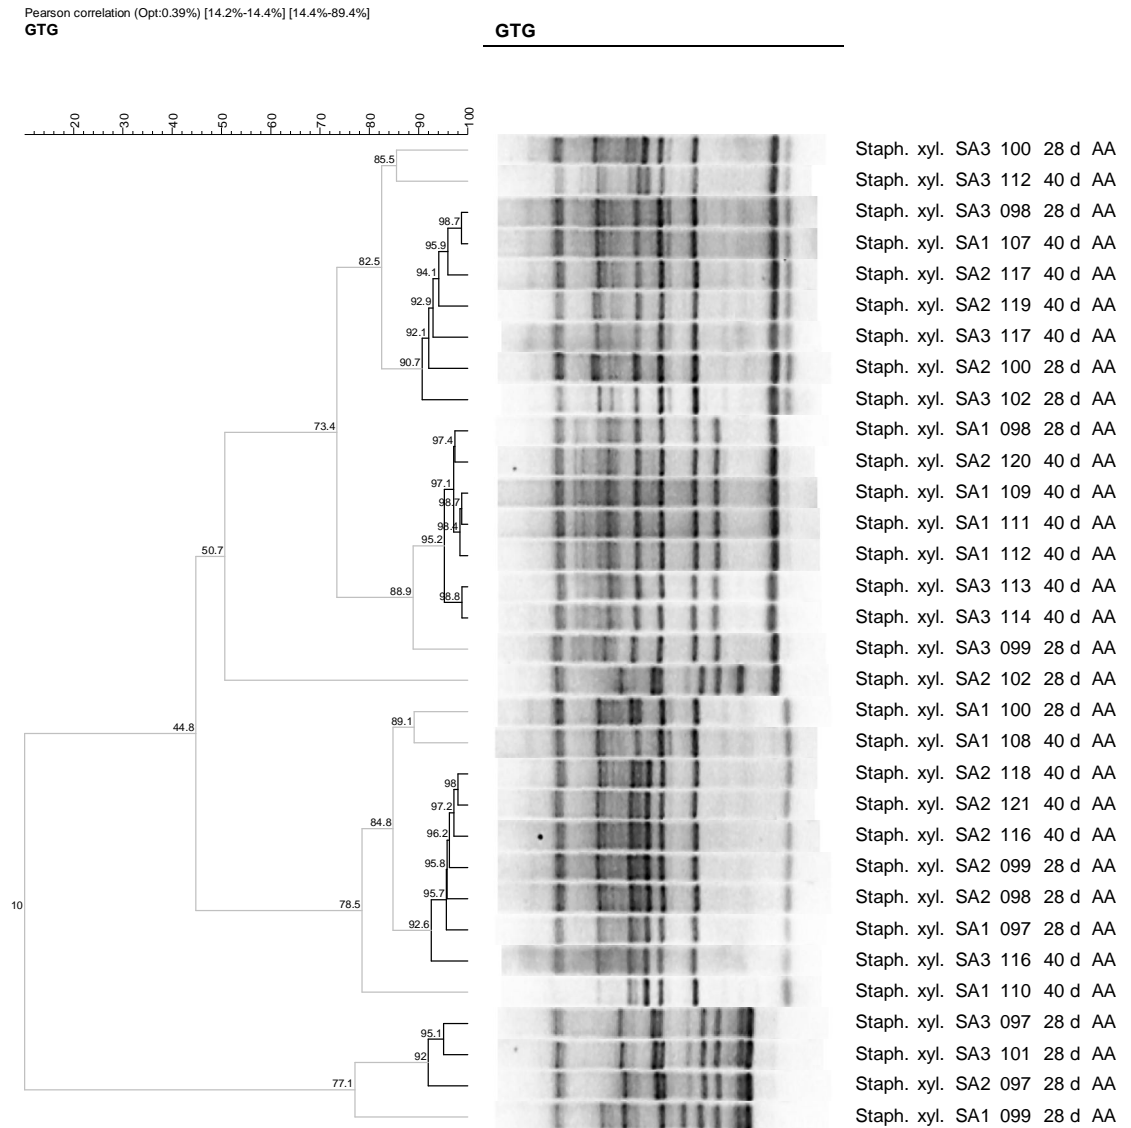 Pearson correlation (Opt:0.39%) [14.2%-14.4%] [14.4%-89.4%]
GTG
GTG
20 30 40 50 60 70 80 90 100
85.5
98.7
95.9
82.5
94.1
92.9
92.1
90.7
73.4
97.4
97.1
98.7
98.4
95.2
50.7
88.9
98.8
89.1
44.8
98
97.2
84.8
96.2
95.8
95.7
10
78.5
92.6
95.1
92
77.1
Staph. xyl. SA3 100 28 d AA
Staph. xyl. SA3 112 40 d AA
Staph. xyl. SA3 098 28 d AA
Staph. xyl. SA1 107 40 d AA
Staph. xyl. SA2 117 40 d AA
Staph. xyl. SA2 119 40 d AA
Staph. xyl. SA3 117 40 d AA
Staph. xyl. SA2 100 28 d AA
Staph. xyl. SA3 102 28 d AA
Staph. xyl. SA1 098 28 d AA
Staph. xyl. SA2 120 40 d AA
Staph. xyl. SA1 109 40 d AA
Staph. xyl. SA1 111 40 d AA
Staph. xyl. SA1 112 40 d AA
Staph. xyl. SA3 113 40 d AA
Staph. xyl. SA3 114 40 d AA
Staph. xyl. SA3 099 28 d AA
Staph. xyl. SA2 102 28 d AA
Staph. xyl. SA1 100 28 d AA
Staph. xyl. SA1 108 40 d AA
Staph. xyl. SA2 118 40 d AA
Staph. xyl. SA2 121 40 d AA
Staph. xyl. SA2 116 40 d AA
Staph. xyl. SA2 099 28 d AA
Staph. xyl. SA2 098 28 d AA
Staph. xyl. SA1 097 28 d AA
Staph. xyl. SA3 116 40 d AA
Staph. xyl. SA1 110 40 d AA
Staph. xyl. SA3 097 28 d AA
Staph. xyl. SA3 101 28 d AA
Staph. xyl. SA2 097 28 d AA
Staph. xyl. SA1 099 28 d AA